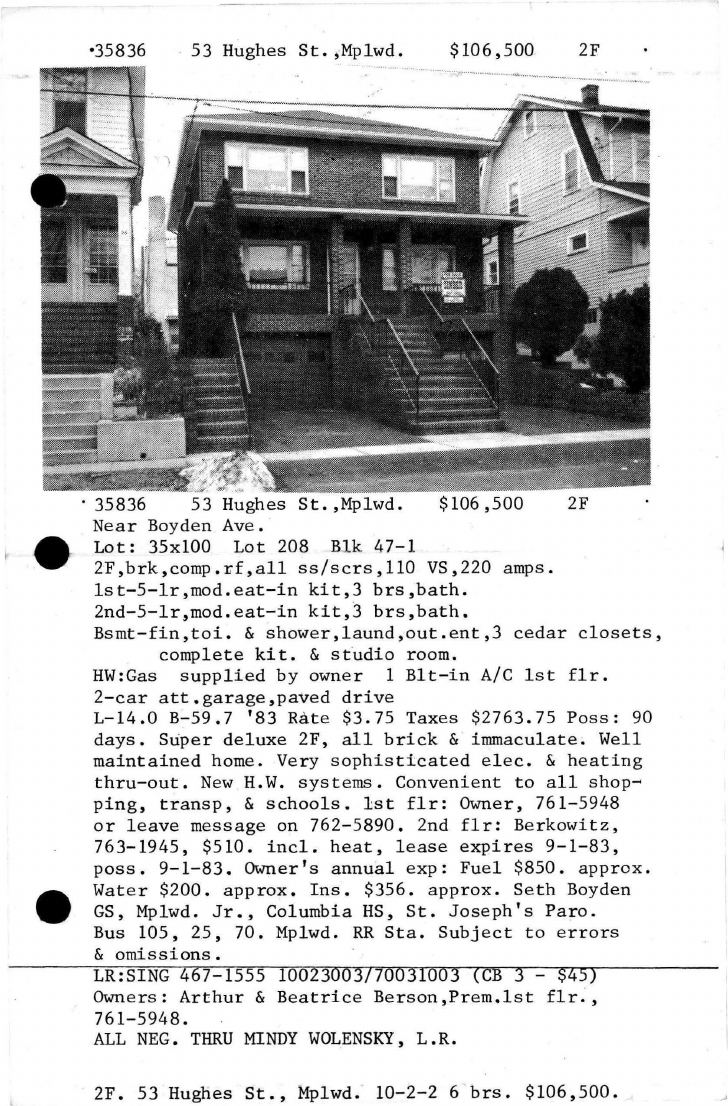 35836 53 Hughes St.,Mplwd. $106,500 2F
35836 53 Hughes St.,Mplwd. $106,500 2F
Near Boyden Ave.
Lot: 35x100 Lot 208 Blk 47-1
2F,brk,comp.rf,all ss/scrs,110 VS,220 amps.
1st-5-lr,mod.eat-in kit,3 brs,bath.
2nd-5-lr,mod.eat-in kit,3 brs,bath.
Bsmt-fin,toi. & shower,laund,out.ent,3 cedar closets,
complete kit. & studio room.
HW:Gas supplied by owner 1 Blt-in A/C 1st flr.
2-car att.garage,paved drive
L-14.0 B-59.7 '83 Rate $3.75 Taxes $2763.75 Poss: 90
days. Super deluxe 2F, all brick & immaculate. Well
maintained home. Very sophisticated elec. & heating
thru-out. New H.W. systems. Convenient to all shop-
ping, transp, & schools. 1st flr: Owner, 761-5948
or leave message on 762-5890. 2nd flr: Berkowitz,
763-1945, $510. incl. heat, lease expires 9-1-83,
poss. 9-1-83. Owner's annual exp: Fuel $850. approx.
Water $200. approx. Ins. $356. approx. Seth Boyden
GS, Mplwd. Jr., Columbia HS, St. Joseph's Paro.
Bus 105, 25, 70. Mplwd. RR Sta. Subject to errors
& omissions.
LR:SING 467-1555 10023003/70031003 (CB 3 - $45)
Owners: Arthur & Beatrice Berson,Prem.1st flr.,
761-5948.
ALL NEG. THRU MINDY WOLENSKY, L.R.
2F. 53 Hughes St., Mplwd. 10-2-2 6 brs. $106,500.